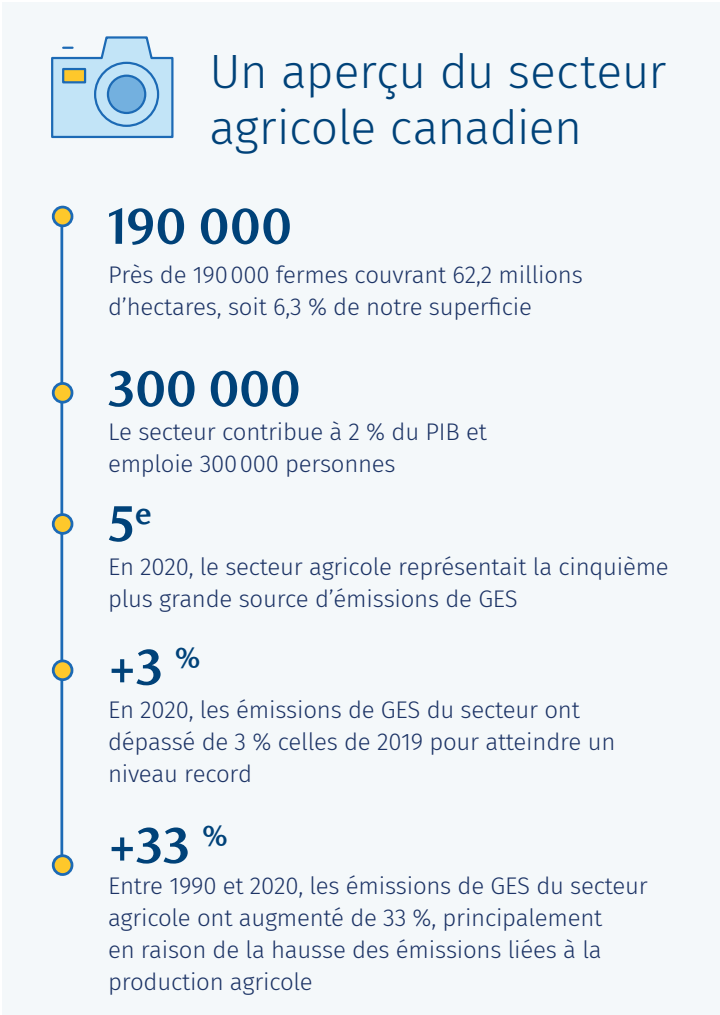 Un aperçu du secteur
agricole canadien
190 000
Près de 190 000 fermes couvrant 62,2 millions
d’hectares, soit 6,3 % de notre superficie
300 000
Le secteur contribue à 2 % du PIB et
emploie 300 000 personnes
5e
En 2020, le secteur agricole représentait la cinquième
plus grande source d’émissions de GES
+3 %
En 2020, les émissions de GES du secteur ont
dépassé de 3 % celles de 2019 pour atteindre un
niveau record
+33 %
Entre 1990 et 2020, les émissions de GES du secteur
agricole ont augmenté de 33 %, principalement
en raison de la hausse des émissions liées à la
production agricole